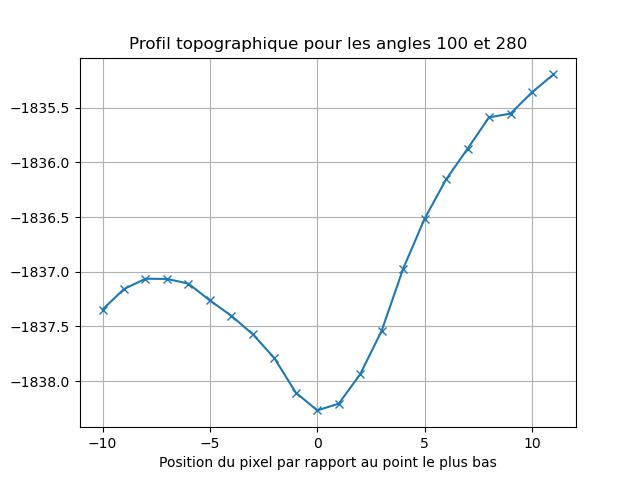 Profil topographique pour les angles 100 et 280
−1835.5
−1836.0
−1836.5
−1837.0
−1837.5
−1838.0
−10 −5 0 5 10
Position du pixel par rapport au point le plus bas